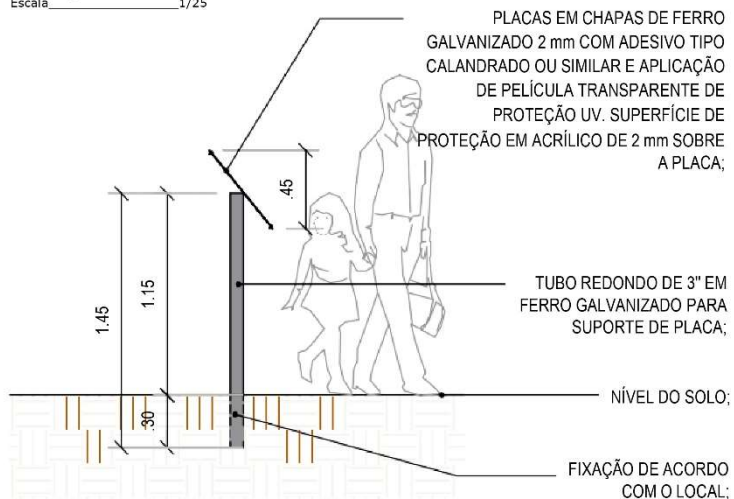 Escala 1/25
PLACAS EM CHAPAS DE FERRO
GALVANIZADO 2 mm COM ADESIVO TIPO
CALANDRADO OU SIMILAR E APLICAÇÃO
DE PELÍCULA TRANSPARENTE DE
PROTEÇÃO UV. SUPERFÍCIE DE
PROTEÇÃO EM ACRÍLICO DE 2 mm SOBRE
A PLACA;
.45
1.45
1.15
.30
TUBO REDONDO DE 3" EM
FERRO GALVANIZADO PARA
SUPORTE DE PLACA;
NÍVEL DO SOLO;
FIXAÇÃO DE ACORDO
COM O LOCAL;